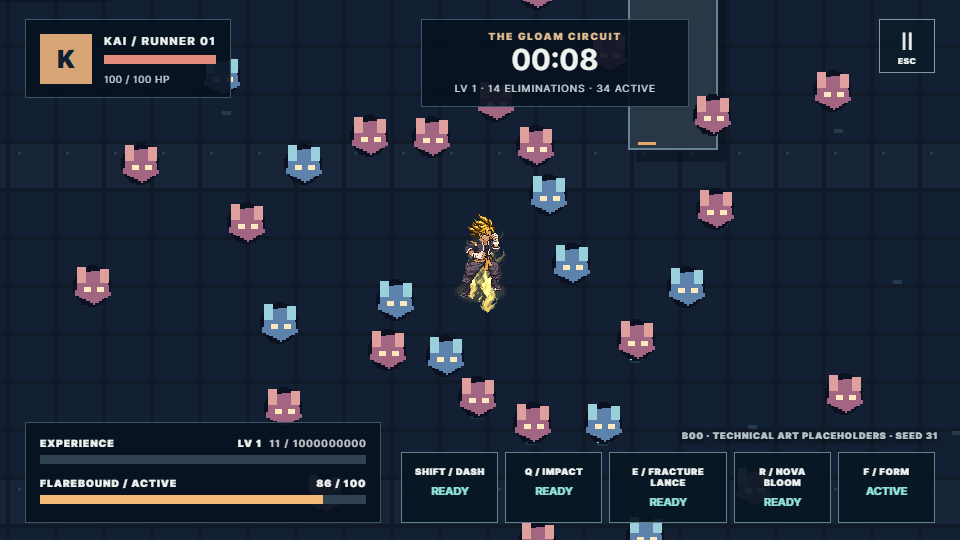 K
KAI / RUNNER 01
100 / 100 HP
THE GLOAM CIRCUIT
00:08
LV 1 · 14 ELIMINATIONS · 34 ACTIVE
ESC
EXPERIENCE
LV 1 11 / 1000000000
FLAREBOUND / ACTIVE
86 / 100
B00 · TECHNICAL ART PLACEHOLDERS · SEED 31
SHIFT / DASH
READY
Q / IMPACT
READY
E / FRACTURE
LANCE
READY
R / NOVA
BLOOM
READY
F / FORM
ACTIVE